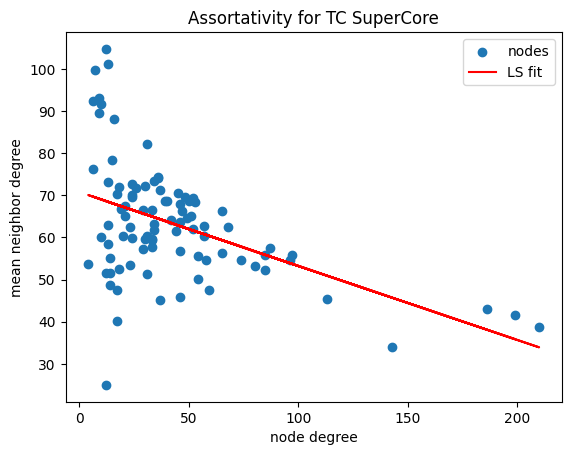 Assortativity for TC SuperCore
nodes
LS fit
mean neighbor degree
100
90
80
70
60
50
40
30
0 50 100 150 200
node degree